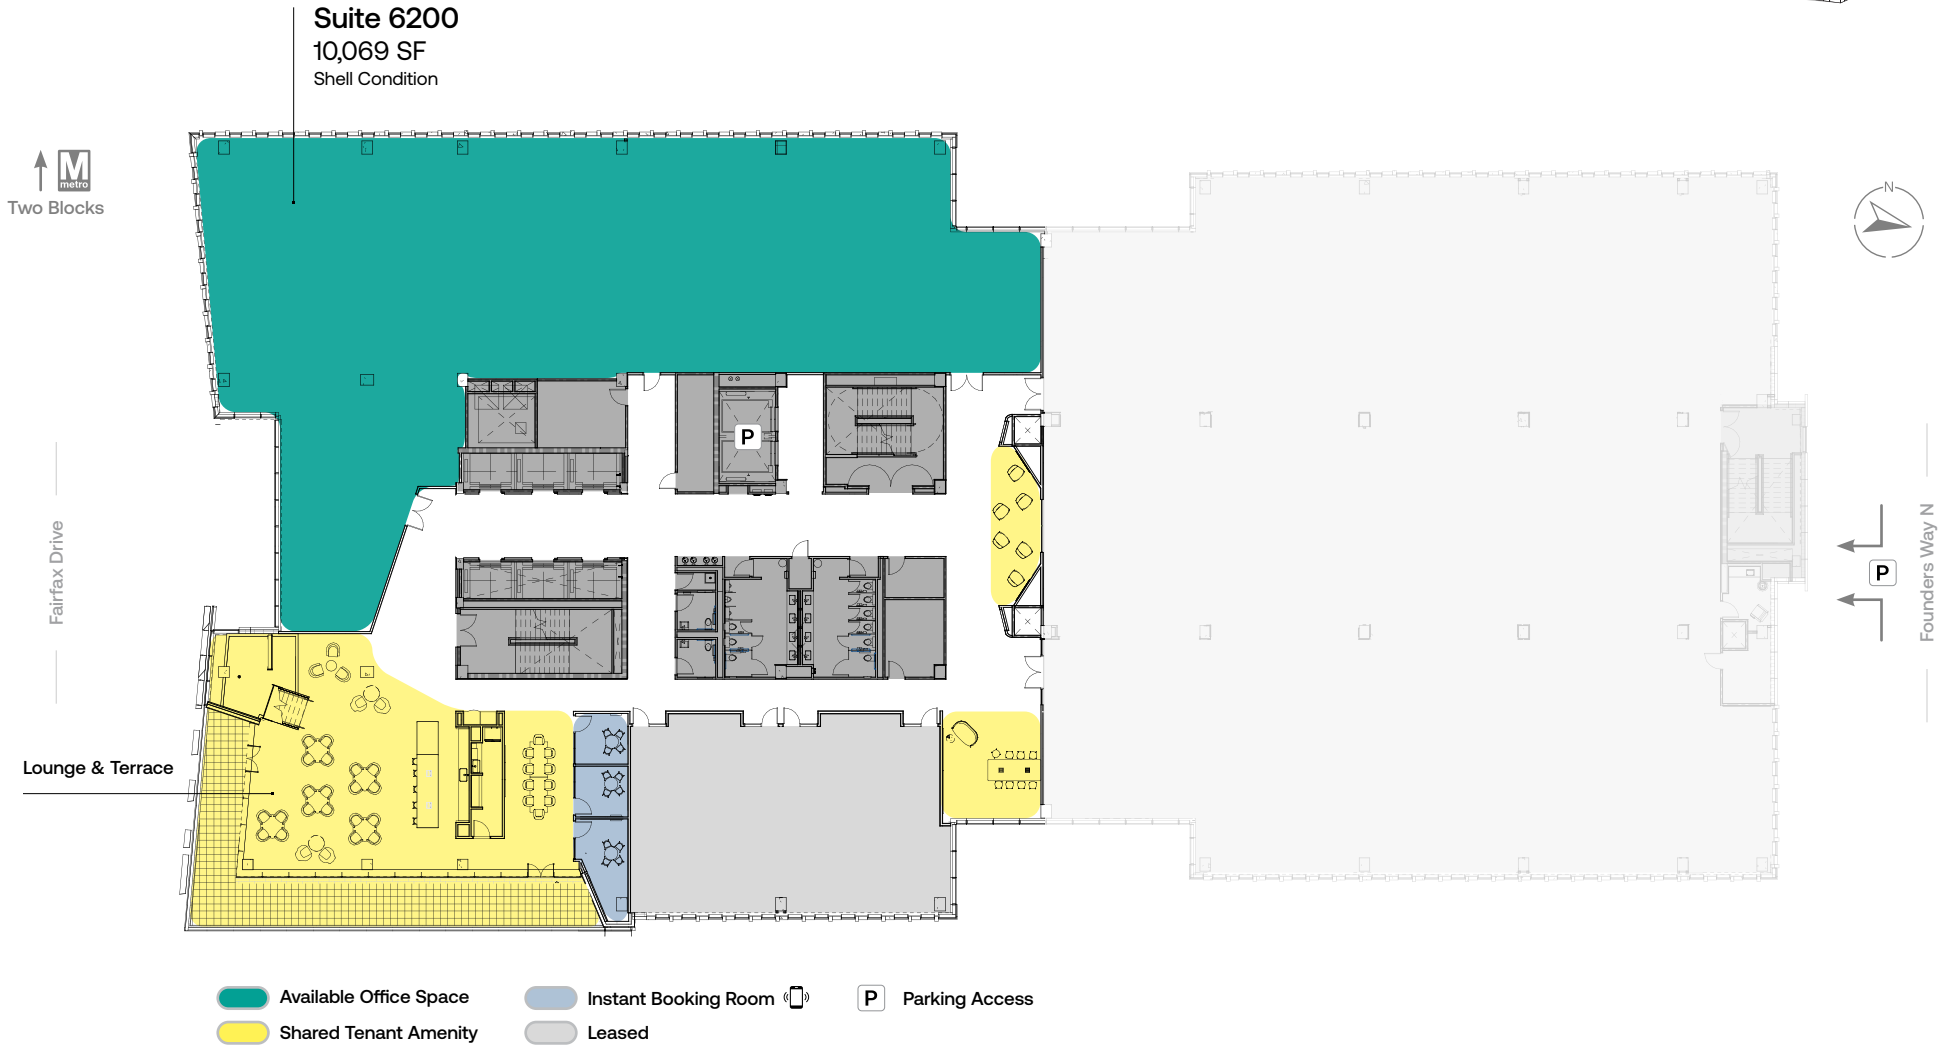 Suite 6200
10,069 SF
Shell Condition
M
metro
Two Blocks
N
P
Fairfax Drive
P
Founders Way N
Lounge & Terrace
Available Office Space
Instant Booking Room
P Parking Access
Shared Tenant Amenity
Leased